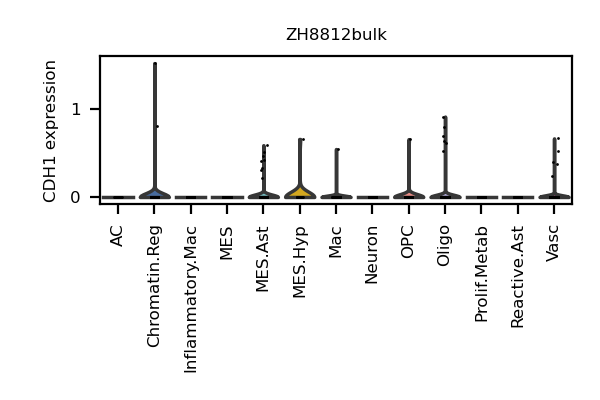 ZH8812bulk
CDH1 expression
1
0
AC
Chromatin.Reg
Inflammatory.Mac
MES
MES.Ast
MES.Hyp
Mac
Neuron
OPC
Oligo
Prolif.Metab
Reactive.Ast
Vasc